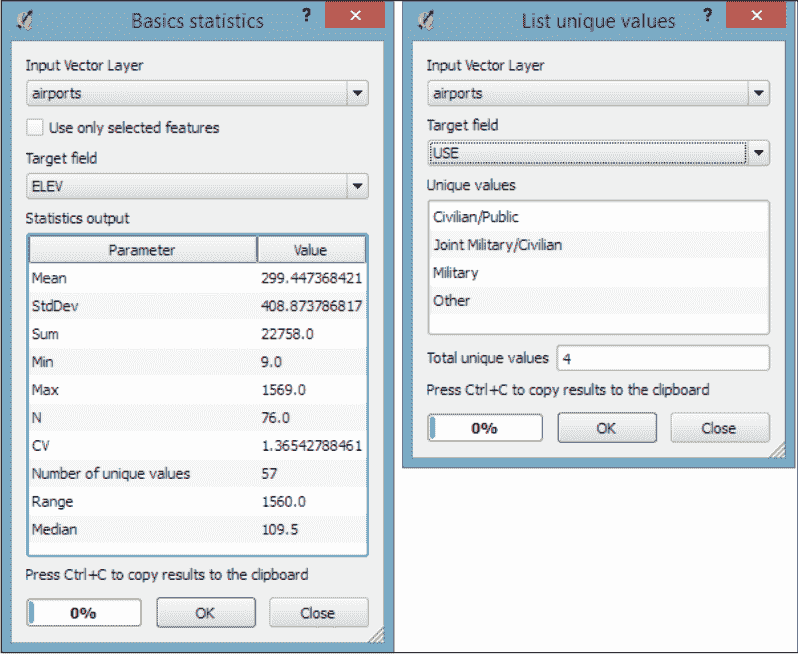 Basics statistics
?
Input Vector Layer
airports
Use only selected features
Target field
ELEV
Statistics output
Parameter Value
Mean 299.447368421
StdDev 408.873786817
Sum 22758.0
Min 9.0
Max 1569.0
N 76.0
CV 1.36542788461
Number of unique values 57
Range 1560.0
Median 109.5
Press Ctrl+C to copy results to the clipboard
0% OK Close
List unique values
?
Input Vector Layer
airports
Target field
USE
Unique values
Civilian/Public
Joint Military/Civilian
Military
Other
Total unique values 4
Press Ctrl+C to copy results to the clipboard
0% OK Close